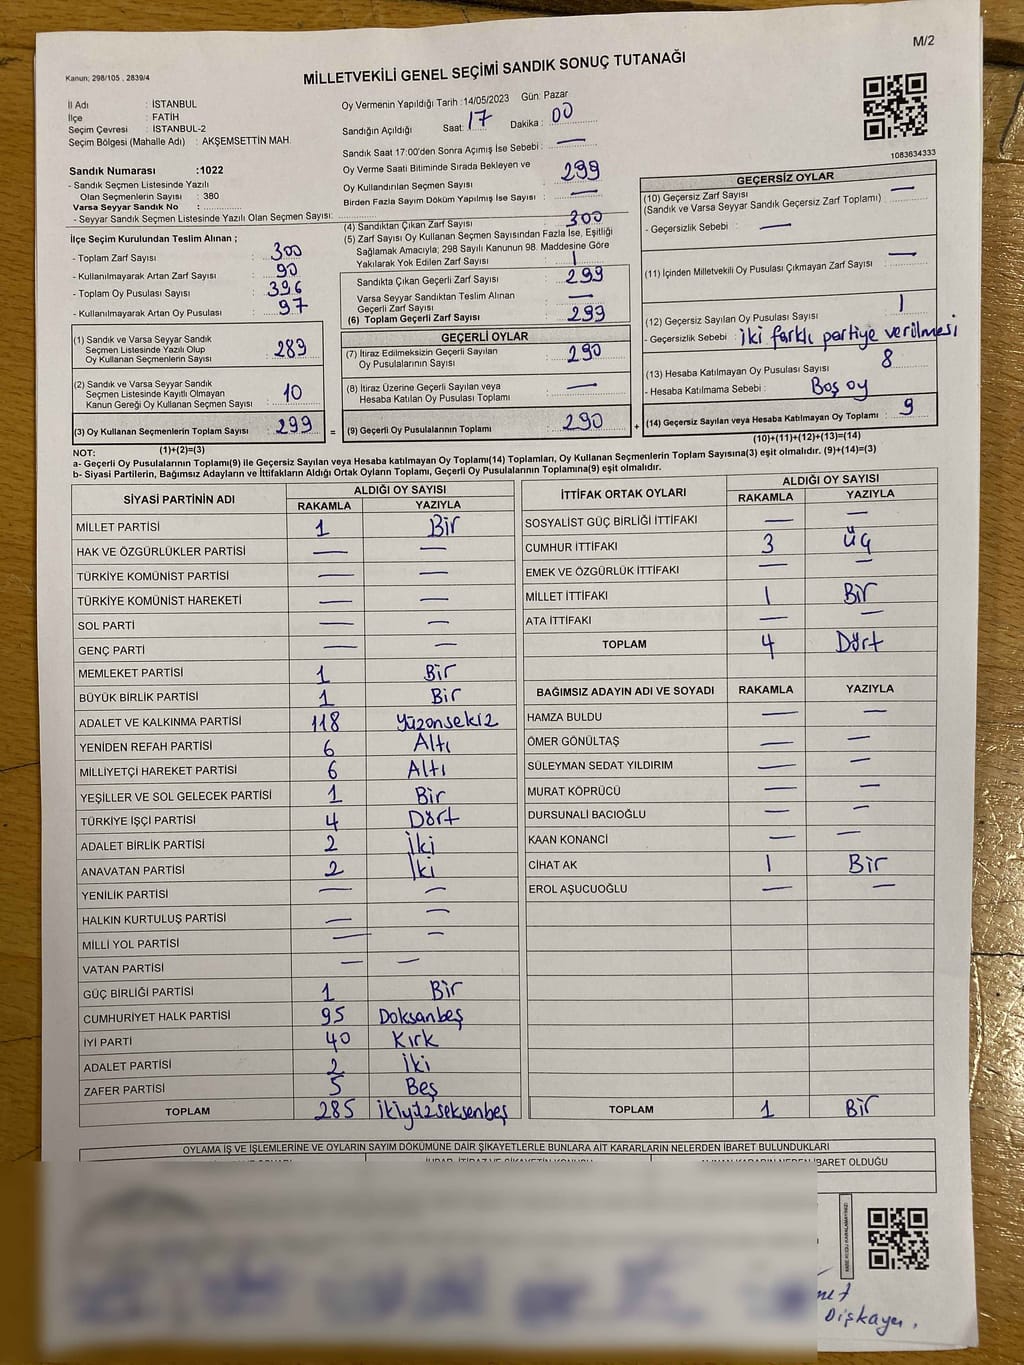 M/2
Kanun; 298/105 , 2839/4
MİLLETVEKİLİ GENEL SEÇİMİ SANDIK SONUÇ TUTANAĞI
İl Adı : İSTANBUL
İlçe : FATİH
Seçim Çevresi : İSTANBUL-2
Seçim Bölgesi (Mahalle Adı) : AKŞEMSETTİN MAH.
Oy Vermenin Yapıldığı Tarih :14/05/2023 Gün: Pazar
Sandığın Açıldığı Saat: 17 Dakika : 00
Sandık Saat 17:00'den Sonra Açımış İse Sebebi : —
Sandık Numarası :1022
- Sandık Seçmen Listesinde Yazılı
Olan Seçmenlerin Sayısı : 380
Varsa Seyyar Sandık No :
- Seyyar Sandık Seçmen Listesinde Yazılı Olan Seçmen Sayısı:
Oy Verme Saati Bitiminde Sırada Bekleyen ve
Oy Kullandırılan Seçmen Sayısı : 299
Birden Fazla Sayım Döküm Yapılmış İse Sayısı : —
1083634333
İlçe Seçim Kurulundan Teslim Alınan ;
- Toplam Zarf Sayısı : 300
- Kullanılmayarak Artan Zarf Sayısı : 90
- Toplam Oy Pusulası Sayısı : 396
- Kullanılmayarak Artan Oy Pusulası : 97
(4) Sandıktan Çıkan Zarf Sayısı : 300
(5) Zarf Sayısı Oy Kullanan Seçmen Sayısından Fazla İse, Eşitliği
Sağlamak Amacıyla; 298 Sayılı Kanunun 98. Maddesine Göre
Yakılarak Yok Edilen Zarf Sayısı : 1
Sandıkta Çıkan Geçerli Zarf Sayısı : 299
Varsa Seyyar Sandıktan Teslim Alınan
Geçerli Zarf Sayısı : —
(6) Toplam Geçerli Zarf Sayısı : 299
GEÇERSİZ OYLAR
(10) Geçersiz Zarf Sayısı : —
(Sandık ve Varsa Seyyar Sandık Geçersiz Zarf Toplamı)
- Geçersizlik Sebebi : —
(11) İçinden Milletvekili Oy Pusulası Çıkmayan Zarf Sayısı : —
(12) Geçersiz Sayılan Oy Pusulası Sayısı : 1
- Geçersizlik Sebebi : iki farklı partiye verilmesi
(13) Hesaba Katılmayan Oy Pusulası Sayısı : 8
- Hesaba Katılmama Sebebi : Boş oy
(14) Geçersiz Sayılan veya Hesaba Katılmayan Oy Toplamı : 9
(10)+(11)+(12)+(13)=(14)
(1) Sandık ve Varsa Seyyar Sandık
Seçmen Listesinde Yazılı Olup
Oy Kullanan Seçmenlerin Sayısı : 289
(2) Sandık ve Varsa Seyyar Sandık
Seçmen Listesinde Kayıtlı Olmayan
Kanun Gereği Oy Kullanan Seçmen Sayısı : 10
(3) Oy Kullanan Seçmenlerin Toplam Sayısı : 299 =
(1)+(2)=(3)
GEÇERLİ OYLAR
(7) İtiraz Edilmeksizin Geçerli Sayılan
Oy Pusulalarının Sayısı : 290
(8) İtiraz Üzerine Geçerli Sayılan veya
Hesaba Katılan Oy Pusulası Toplamı : —
(9) Geçerli Oy Pusulalarının Toplamı : 290 +
NOT:
a- Geçerli Oy Pusulalarının Toplamı(9) ile Geçersiz Sayılan veya Hesaba katılmayan Oy Toplamı(14) Toplamları, Oy Kullanan Seçmenlerin Toplam Sayısına(3) eşit olmalıdır. (9)+(14)=(3)
b- Siyasi Partilerin, Bağımsız Adayların ve İttifakların Aldığı Ortak Oyların Toplamı, Geçerli Oy Pusulalarının Toplamına(9) eşit olmalıdır.
SİYASİ PARTİNİN ADI ALDIĞI OY SAYISI
RAKAMLA YAZIYLA
MİLLET PARTİSİ 1 Bir
HAK VE ÖZGÜRLÜKLER PARTİSİ — —
TÜRKİYE KOMÜNİST PARTİSİ — —
TÜRKİYE KOMÜNİST HAREKETİ — —
SOL PARTİ — —
GENÇ PARTİ — —
MEMLEKET PARTİSİ 1 Bir
BÜYÜK BİRLİK PARTİSİ 1 Bir
ADALET VE KALKINMA PARTİSİ 118 Yüzonsekiz
YENİDEN REFAH PARTİSİ 6 Altı
MİLLİYETÇİ HAREKET PARTİSİ 6 Altı
YEŞİLLER VE SOL GELECEK PARTİSİ 1 Bir
TÜRKİYE İŞÇİ PARTİSİ 4 Dört
ADALET BİRLİK PARTİSİ 2 İki
ANAVATAN PARTİSİ 2 İki
YENİLİK PARTİSİ — —
HALKIN KURTULUŞ PARTİSİ — —
MİLLİ YOL PARTİSİ — —
VATAN PARTİSİ — —
GÜÇ BİRLİĞİ PARTİSİ 1 Bir
CUMHURİYET HALK PARTİSİ 95 Doksanbeş
İYİ PARTİ 40 Kırk
ADALET PARTİSİ 2 İki
ZAFER PARTİSİ 5 Beş
TOPLAM 285 ikiyüzseksenbeş
İTTİFAK ORTAK OYLARI ALDIĞI OY SAYISI
RAKAMLA YAZIYLA
SOSYALİST GÜÇ BİRLİĞİ İTTİFAKI — —
CUMHUR İTTİFAKI 3 Üç
EMEK VE ÖZGÜRLÜK İTTİFAKI — —
MİLLET İTTİFAKI 1 Bir
ATA İTTİFAKI — —
TOPLAM 4 Dört
BAĞIMSIZ ADAYIN ADI VE SOYADI RAKAMLA YAZIYLA
HAMZA BULDU — —
ÖMER GÖNÜLTAŞ — —
SÜLEYMAN SEDAT YILDIRIM — —
MURAT KÖPRÜCÜ — —
DURSUNALİ BACIOĞLU — —
KAAN KONANCİ — —
CİHAT AK 1 Bir
EROL AŞUCUOĞLU — —
TOPLAM 1 Bir
OYLAMA İŞ VE İŞLEMLERİNE VE OYLARIN SAYIM DÖKÜMÜNE DAİR ŞİKAYETLERLE BUNLARA AİT KARARLARIN NELERDEN İBARET BULUNDUKLARI
İBARET OLDUĞU
Dişkaya.